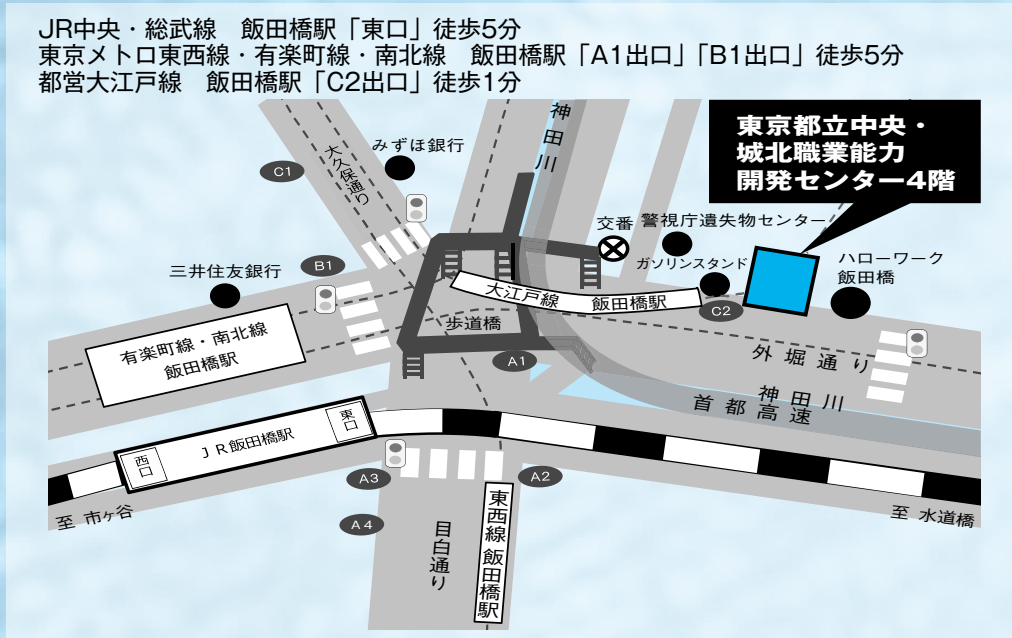 JR中央・総武線　飯田橋駅「東口」徒歩5分
東京メトロ東西線・有楽町線・南北線　飯田橋駅「A1出口」「B1出口」徒歩5分
都営大江戸線　飯田橋駅「C2出口」徒歩1分
東京都立中央・
城北職業能力
開発センター4階
神田川
みずほ銀行
大久保通り
C1
交番
警視庁遺失物センター
ガソリンスタンド
ハローワーク
飯田橋
三井住友銀行
B1
大江戸線　飯田橋駅
C2
歩道橋
有楽町線・南北線
飯田橋駅
A1
外堀通り
神田川
首都高速
東口
JR飯田橋駅
西口
A3
A2
A4
至 市ヶ谷
至 水道橋
目白通り
東西線 飯田橋駅